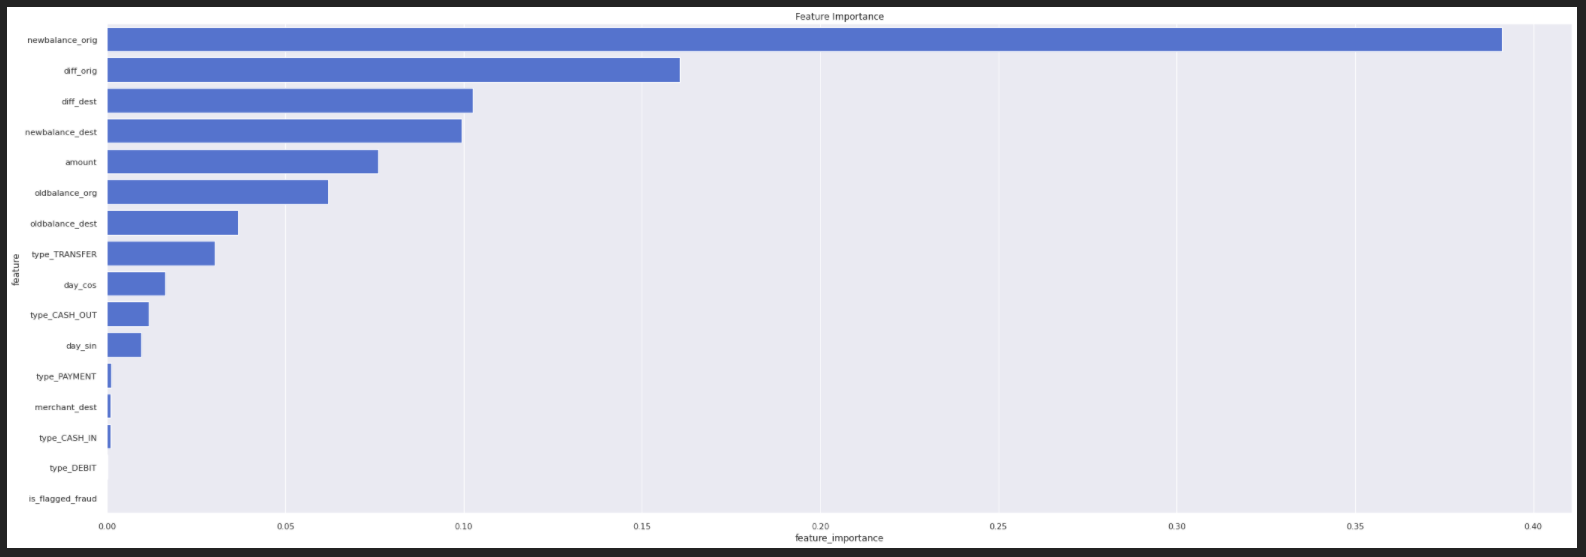 Feature Importance
newbalance_orig
diff_orig
diff_dest
newbalance_dest
amount
oldbalance_org
oldbalance_dest
type_TRANSFER
day_cos
type_CASH_OUT
day_sin
type_PAYMENT
merchant_dest
type_CASH_IN
type_DEBIT
is_flagged_fraud
feature
0.00 0.05 0.10 0.15 0.20 0.25 0.30 0.35 0.40
feature_importance